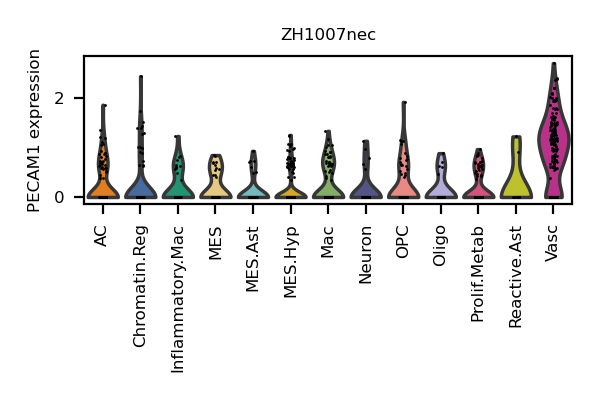 ZH1007nec
PECAM1 expression
2
0
AC
Chromatin.Reg
Inflammatory.Mac
MES
MES.Ast
MES.Hyp
Mac
Neuron
OPC
Oligo
Prolif.Metab
Reactive.Ast
Vasc